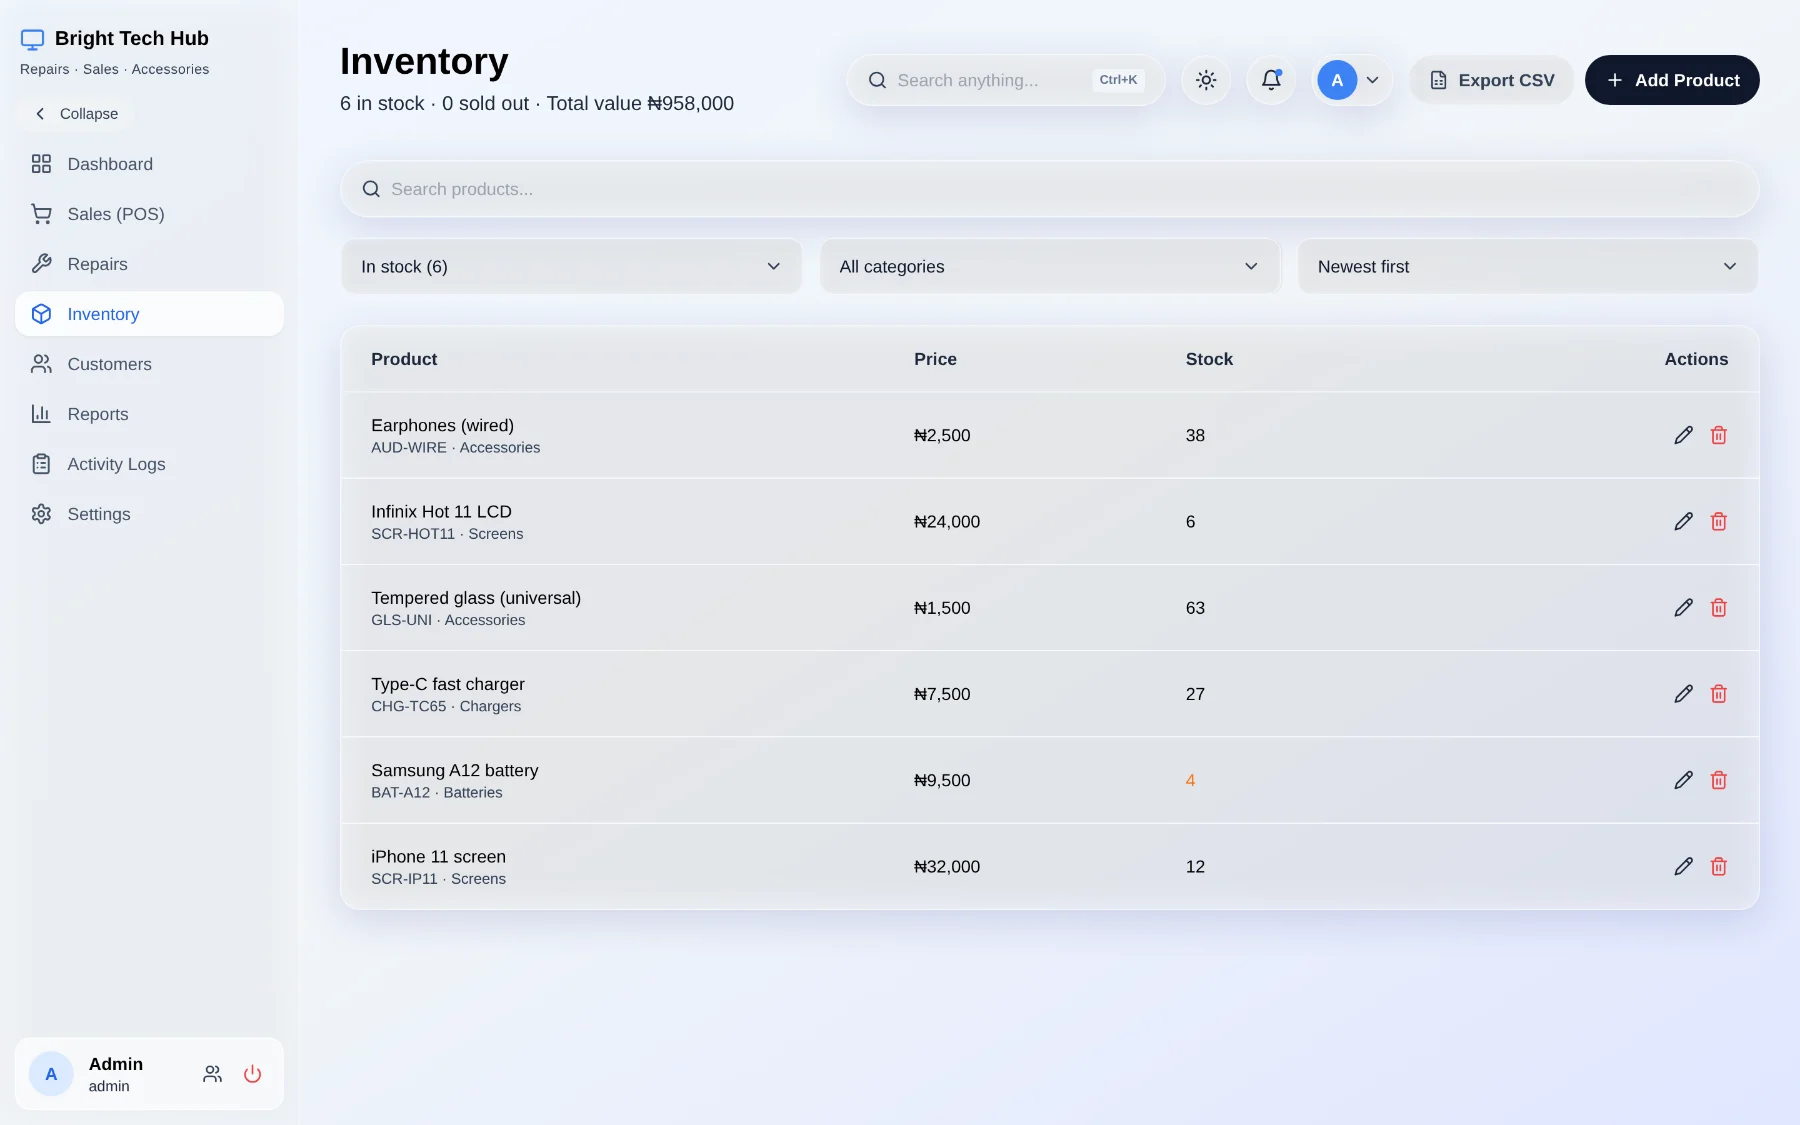 Bright Tech Hub
Repairs · Sales · Accessories
Collapse
Dashboard
Sales (POS)
Repairs
Inventory
Customers
Reports
Activity Logs
Settings
A
Admin
admin
Inventory
6 in stock · 0 sold out · Total value ₦958,000
Search anything...
Ctrl+K
A
Export CSV
Add Product
Search products...
In stock (6)
All categories
Newest first
Product Price Stock Actions
Earphones (wired)
AUD-WIRE · Accessories
₦2,500
38
Infinix Hot 11 LCD
SCR-HOT11 · Screens
₦24,000
6
Tempered glass (universal)
GLS-UNI · Accessories
₦1,500
63
Type-C fast charger
CHG-TC65 · Chargers
₦7,500
27
Samsung A12 battery
BAT-A12 · Batteries
₦9,500
4
iPhone 11 screen
SCR-IP11 · Screens
₦32,000
12